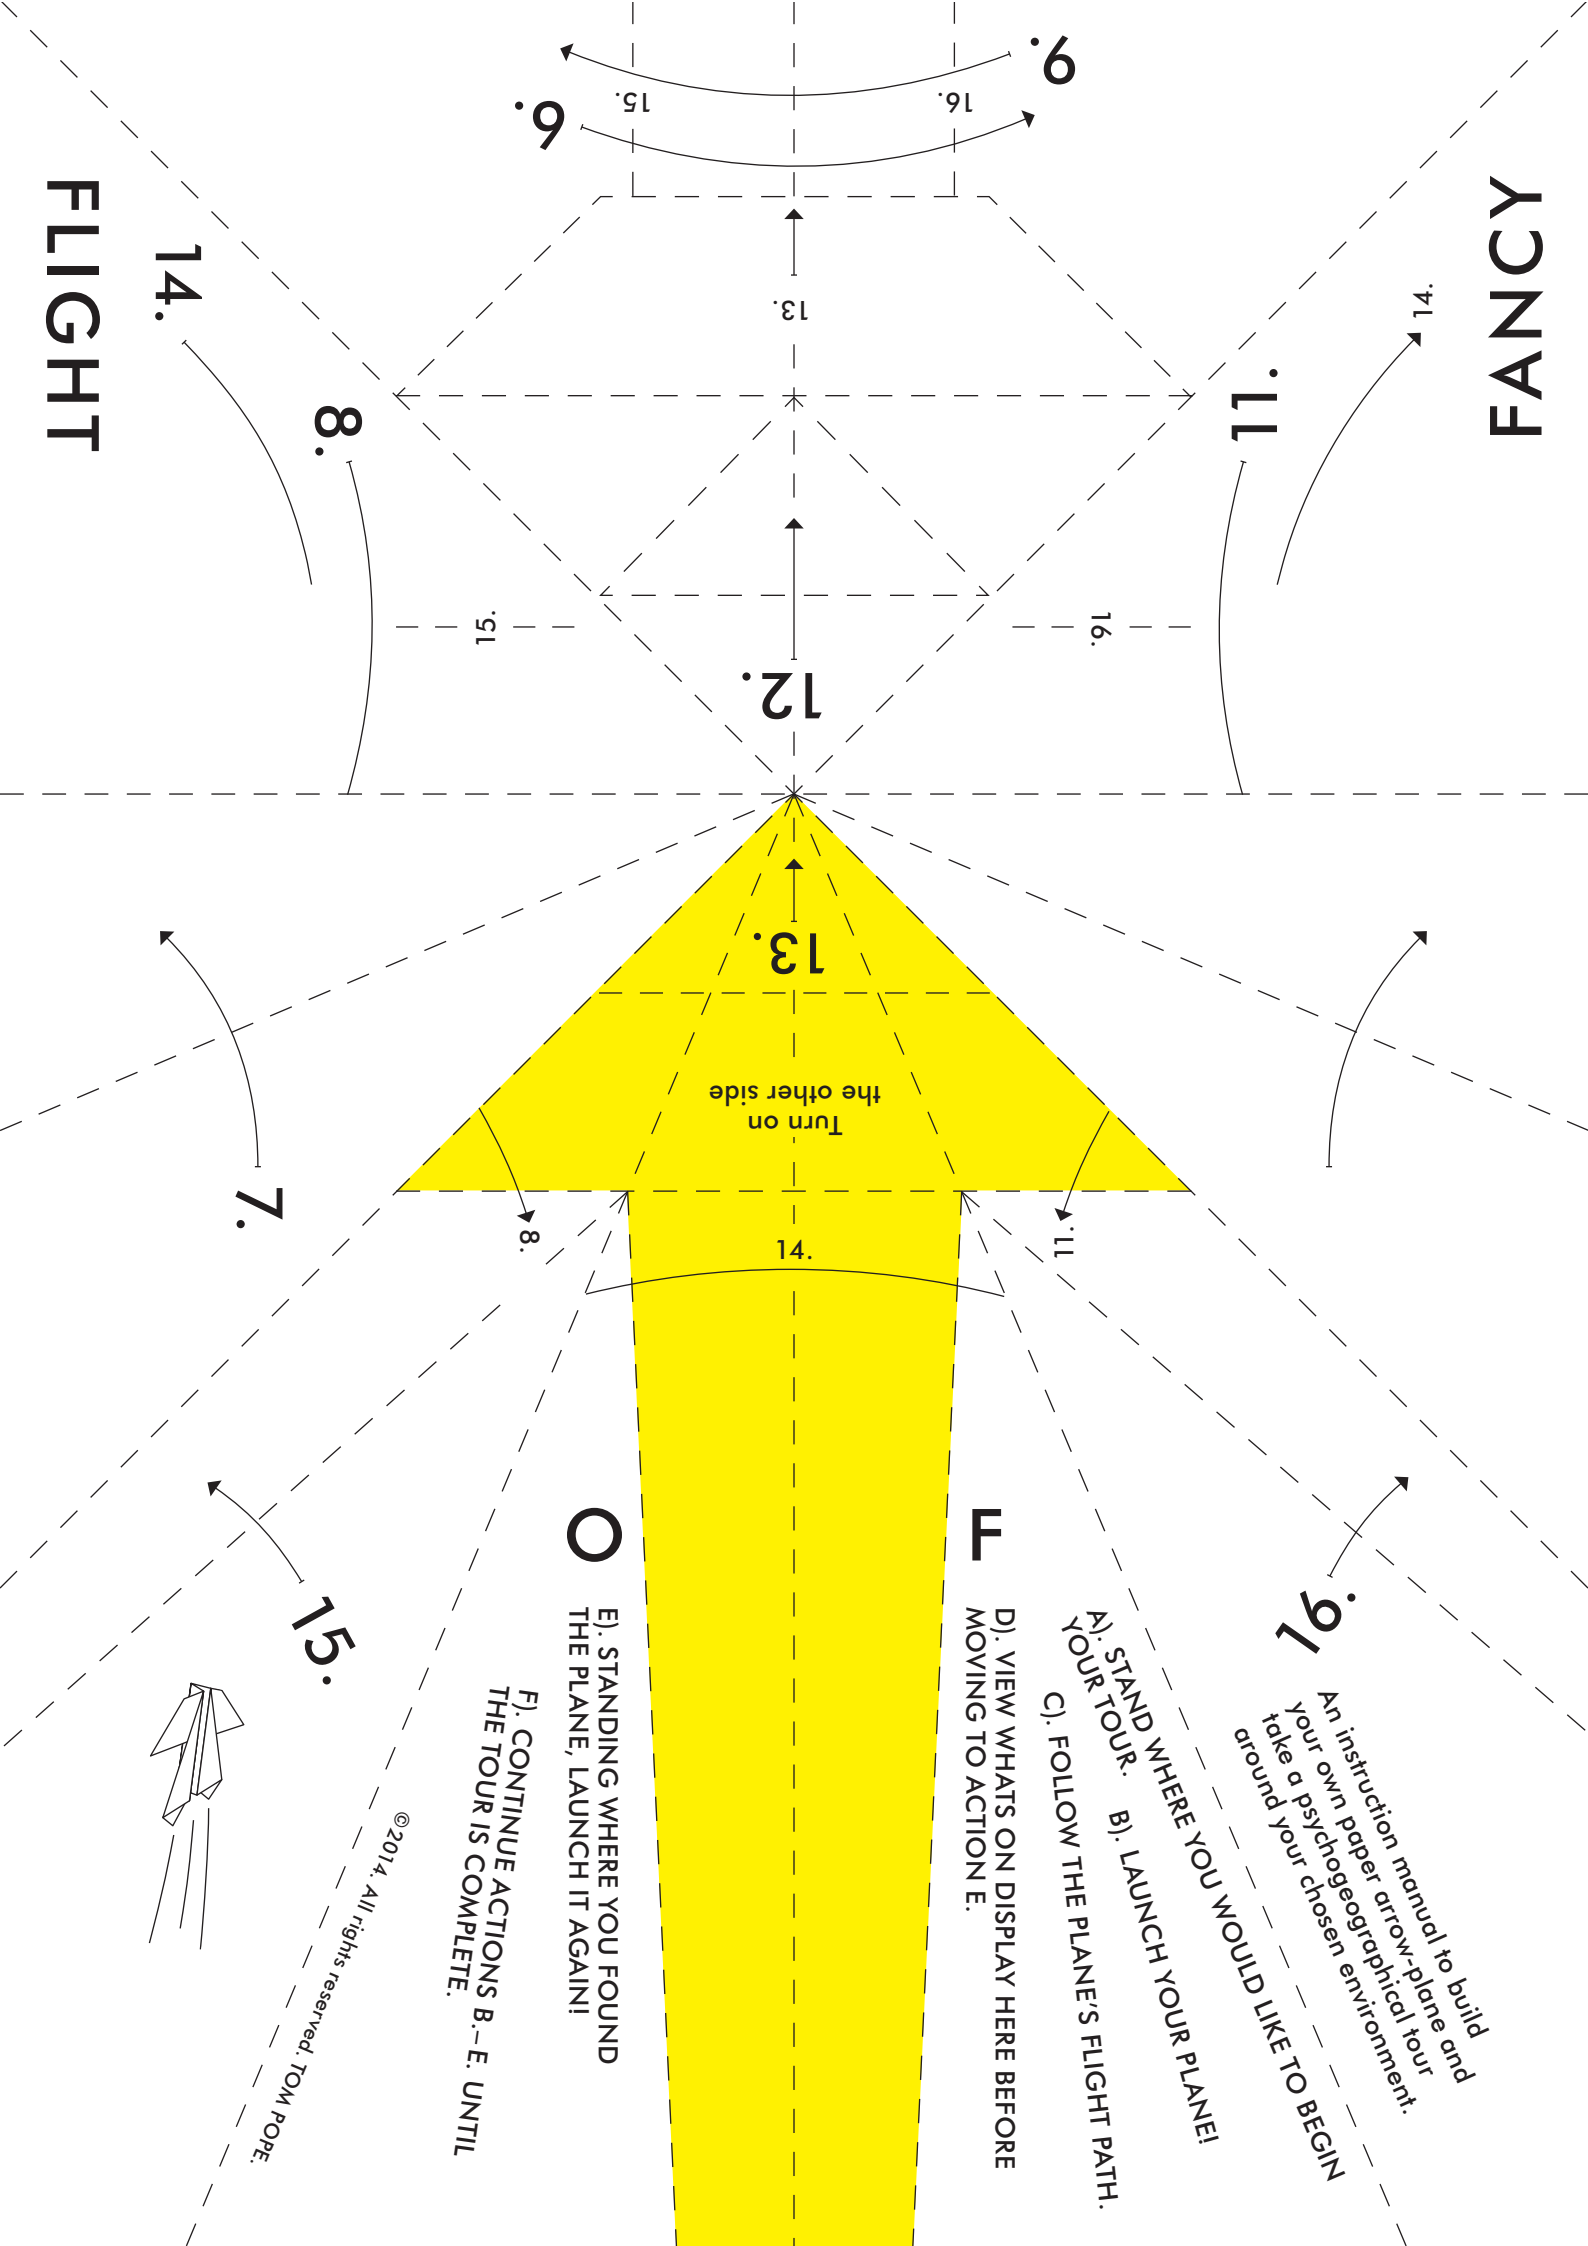 FLIGHT
FANCY
O
F
9.
6.
15.
16.
13.
14.
8.
11.
14.
15.
16.
12.
13.
Turn on
the other side
7.
8.
11.
14.
15.
16.
An instruction manual to build
your own paper arrow-plane and
take a psychogeographical tour
around your chosen environment.
A). STAND WHERE YOU WOULD LIKE TO BEGIN
YOUR TOUR.
B). LAUNCH YOUR PLANE!
C). FOLLOW THE PLANE'S FLIGHT PATH.
D). VIEW WHATS ON DISPLAY HERE BEFORE
MOVING TO ACTION E.
E). STANDING WHERE YOU FOUND
THE PLANE, LAUNCH IT AGAIN!
F). CONTINUE ACTIONS B.–E. UNTIL
THE TOUR IS COMPLETE.
©2014. All rights reserved. TOM POPE.